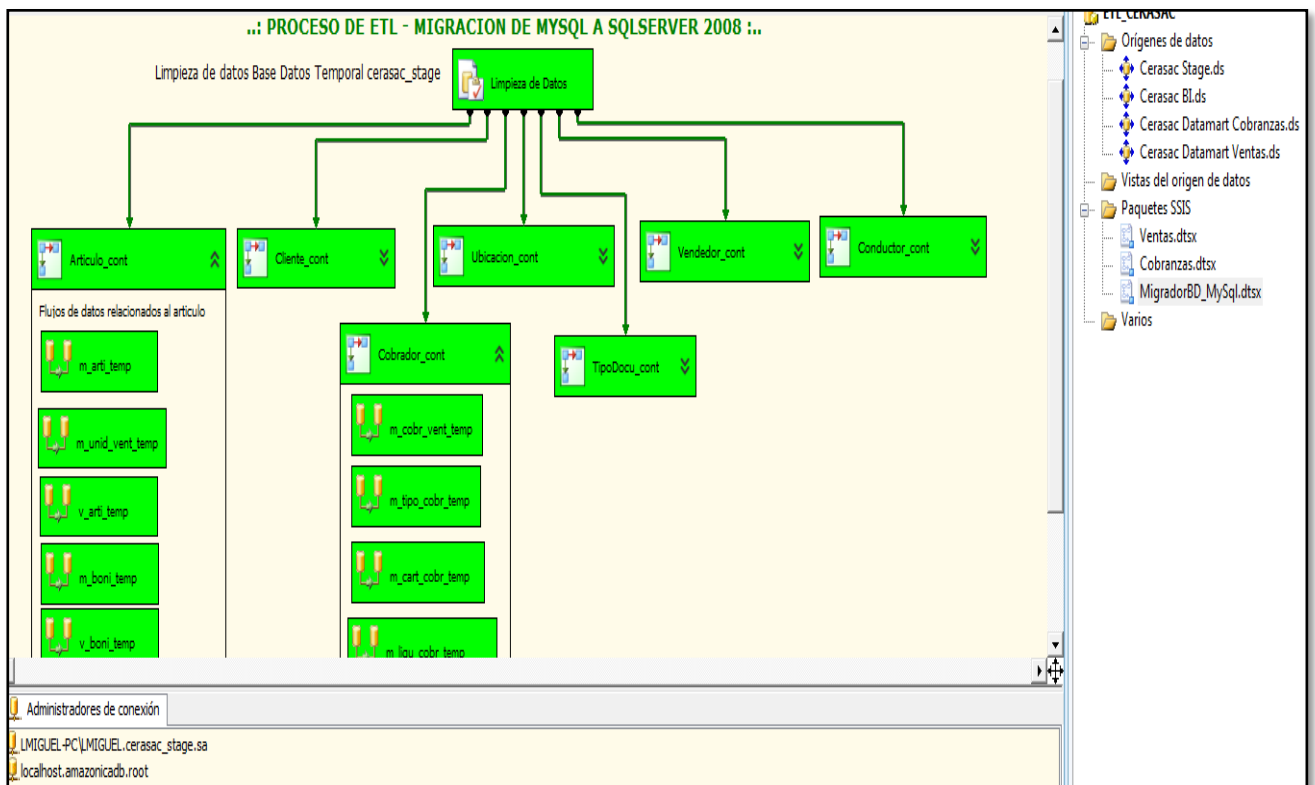 ..: PROCESO DE ETL - MIGRACION DE MYSQL A SQLSERVER 2008 :..
Limpieza de datos Base Datos Temporal cerasac_stage
Limpieza de Datos
Articulo_cont
Cliente_cont
Ubicacion_cont
Vendedor_cont
Conductor_cont
Flujos de datos relacionados al articulo
m_arti_temp
m_unid_vent_temp
v_arti_temp
m_boni_temp
v_boni_temp
Cobrador_cont
m_cobr_vent_temp
m_tipo_cobr_temp
m_cart_cobr_temp
m_liqu_cobr_temp
TipoDocu_cont
Administradores de conexión
LMIGUEL-PC\LMIGUEL.cerasac_stage.sa
localhost.amazonicadb.root
ETL_CERASAC
Orígenes de datos
Cerasac Stage.ds
Cerasac BI.ds
Cerasac Datamart Cobranzas.ds
Cerasac Datamart Ventas.ds
Vistas del origen de datos
Paquetes SSIS
Ventas.dtsx
Cobranzas.dtsx
MigradorBD_MySql.dtsx
Varios